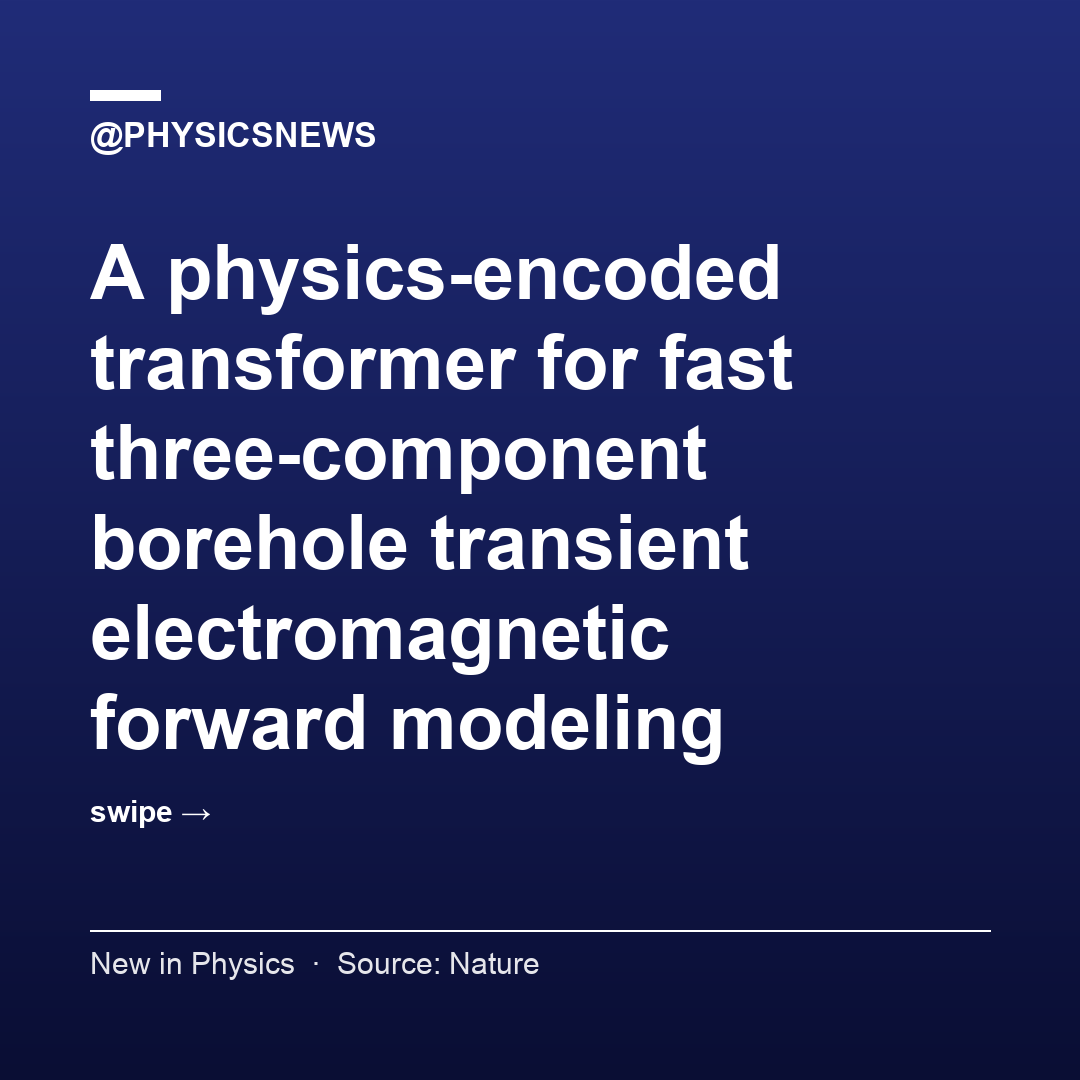 @PHYSICSNEWS
A physics-encoded
transformer for fast
three-component
borehole transient
electromagnetic
forward modeling
swipe →
New in Physics · Source: Nature